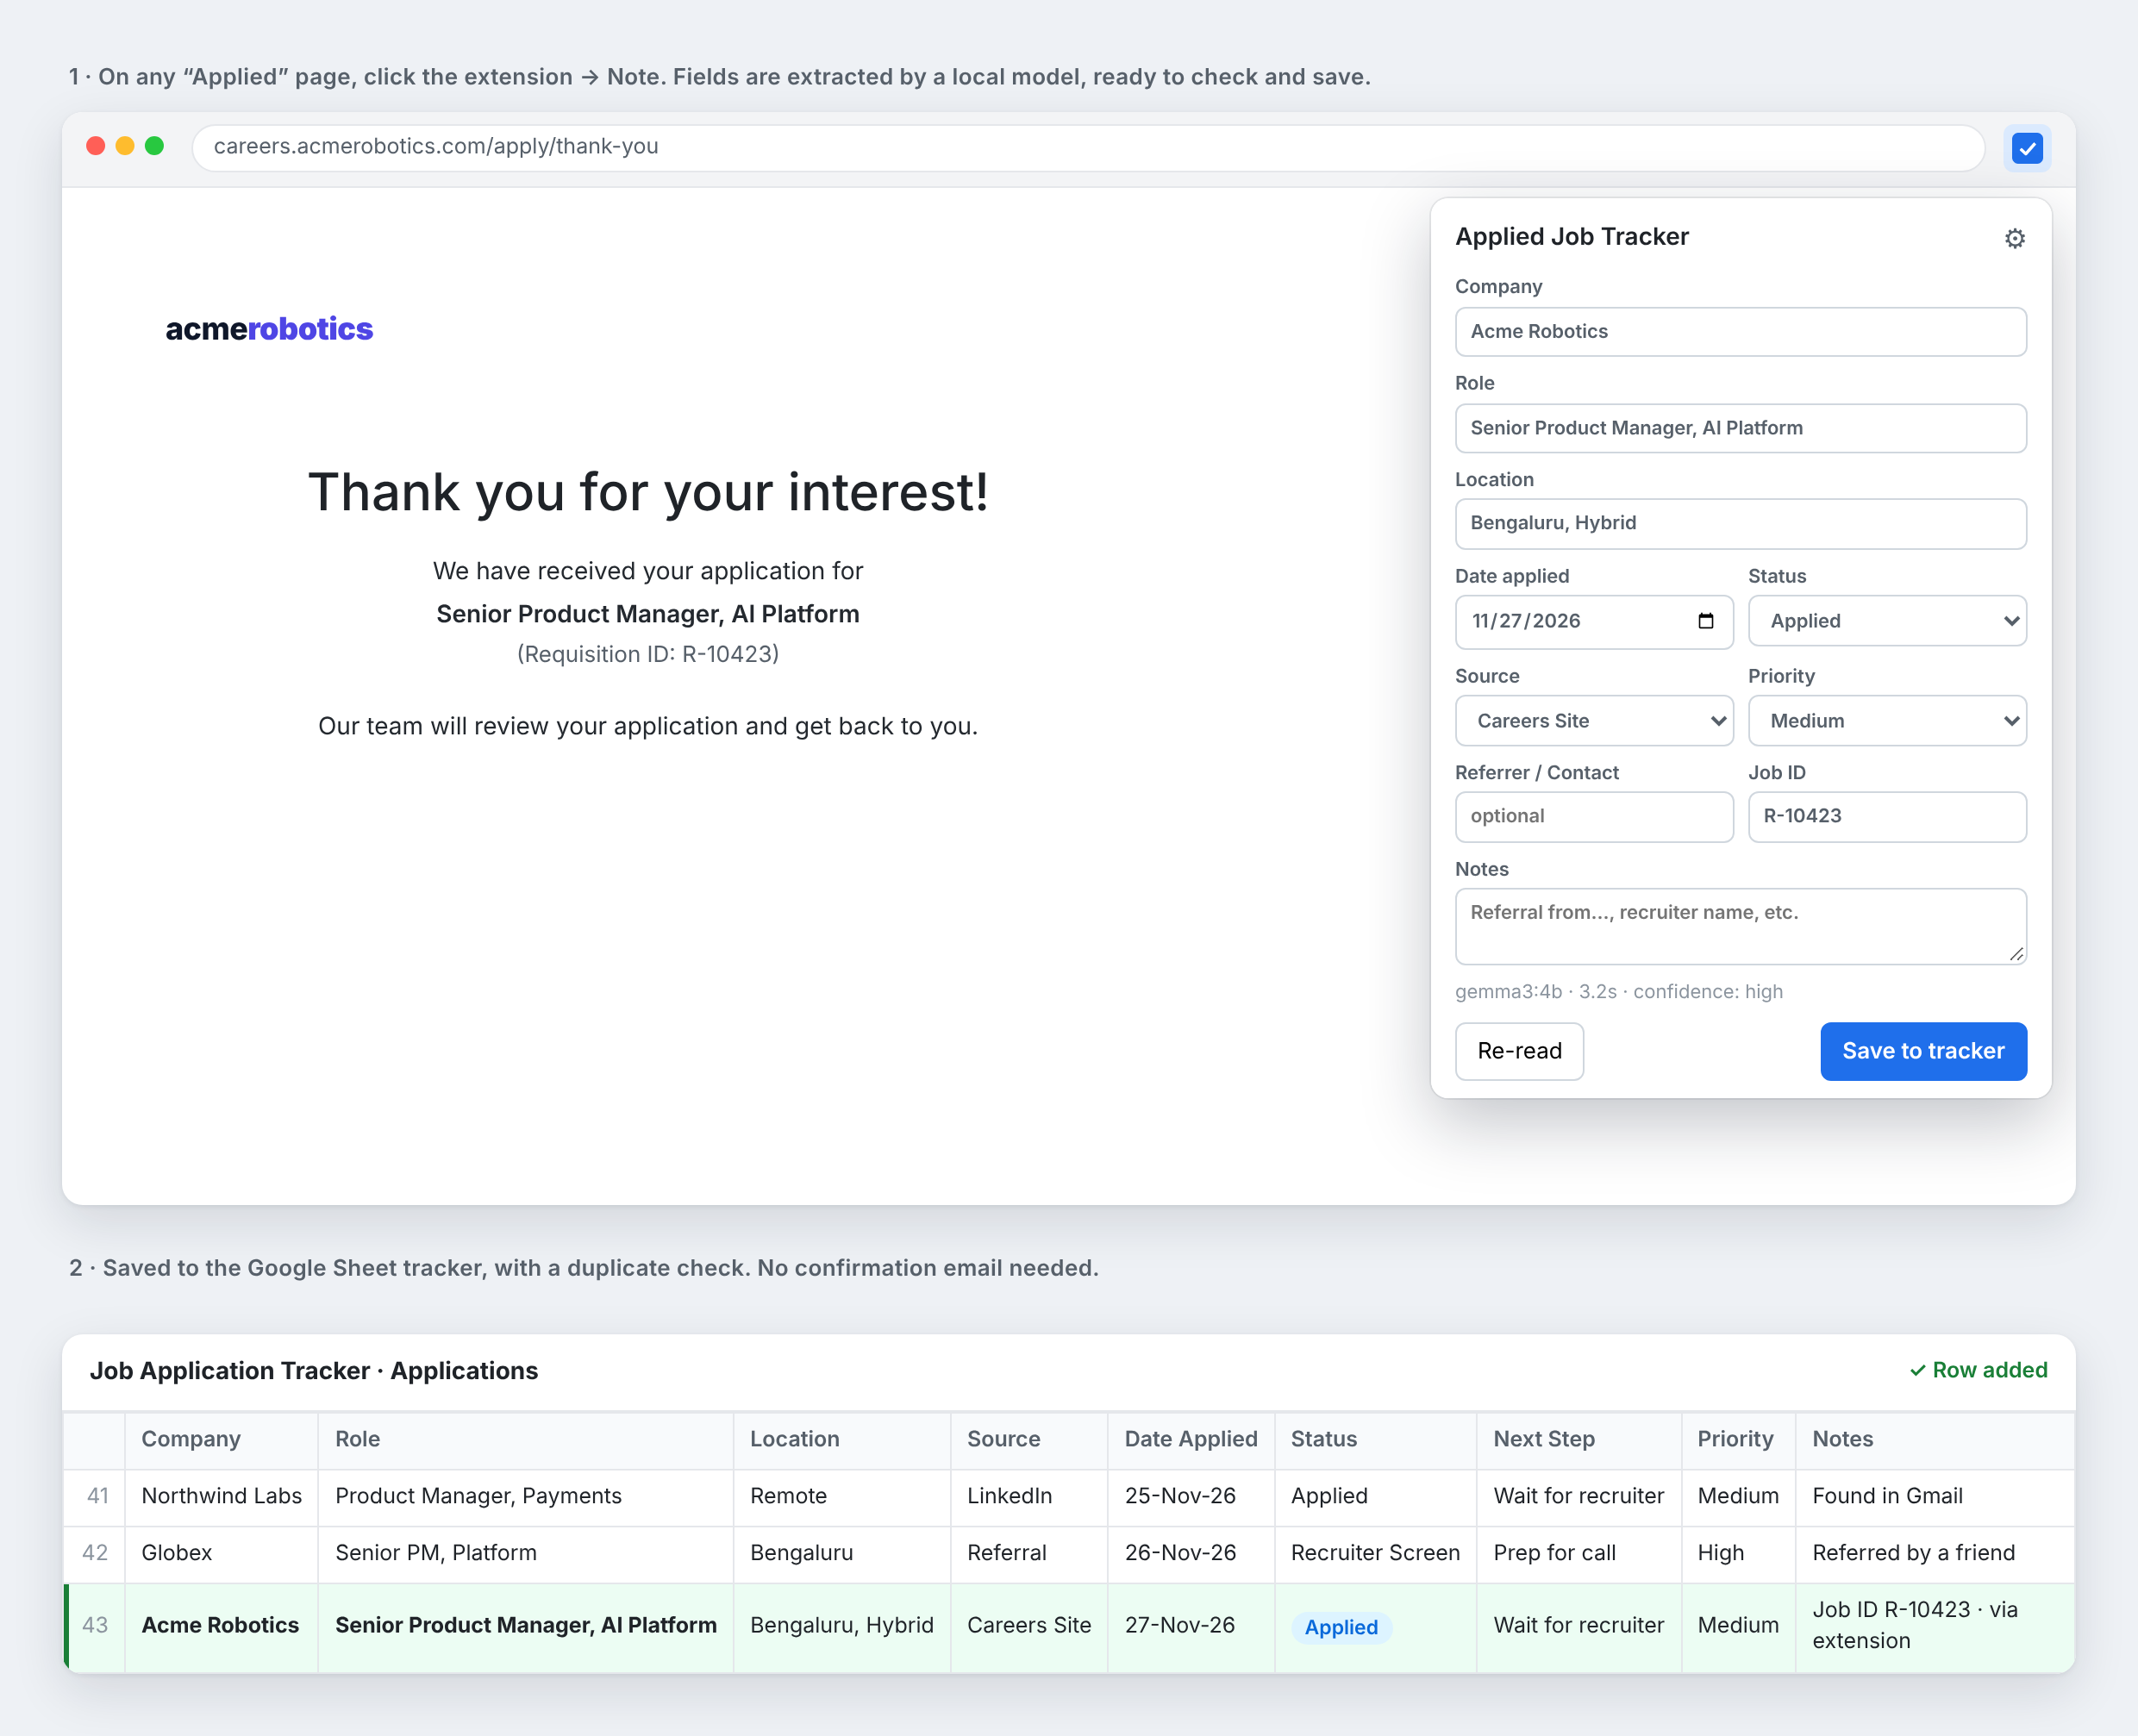 1 · On any “Applied” page, click the extension → Note. Fields are extracted by a local model, ready to check and save.
careers.acmerobotics.com/apply/thank-you
acmerobotics
Thank you for your interest!
We have received your application for
Senior Product Manager, AI Platform
(Requisition ID: R-10423)
Our team will review your application and get back to you.
Applied Job Tracker
Company
Acme Robotics
Role
Senior Product Manager, AI Platform
Location
Bengaluru, Hybrid
Date applied Status
11/27/2026 Applied
Source Priority
Careers Site Medium
Referrer / Contact Job ID
optional R-10423
Notes
Referral from..., recruiter name, etc.
gemma3:4b · 3.2s · confidence: high
Re-read Save to tracker
2 · Saved to the Google Sheet tracker, with a duplicate check. No confirmation email needed.
Job Application Tracker · Applications ✓ Row added
Company Role Location Source Date Applied Status Next Step Priority Notes
41 Northwind Labs Product Manager, Payments Remote LinkedIn 25-Nov-26 Applied Wait for recruiter Medium Found in Gmail
42 Globex Senior PM, Platform Bengaluru Referral 26-Nov-26 Recruiter Screen Prep for call High Referred by a friend
43 Acme Robotics Senior Product Manager, AI Platform Bengaluru, Hybrid Careers Site 27-Nov-26 Applied Wait for recruiter Medium Job ID R-10423 · via
extension